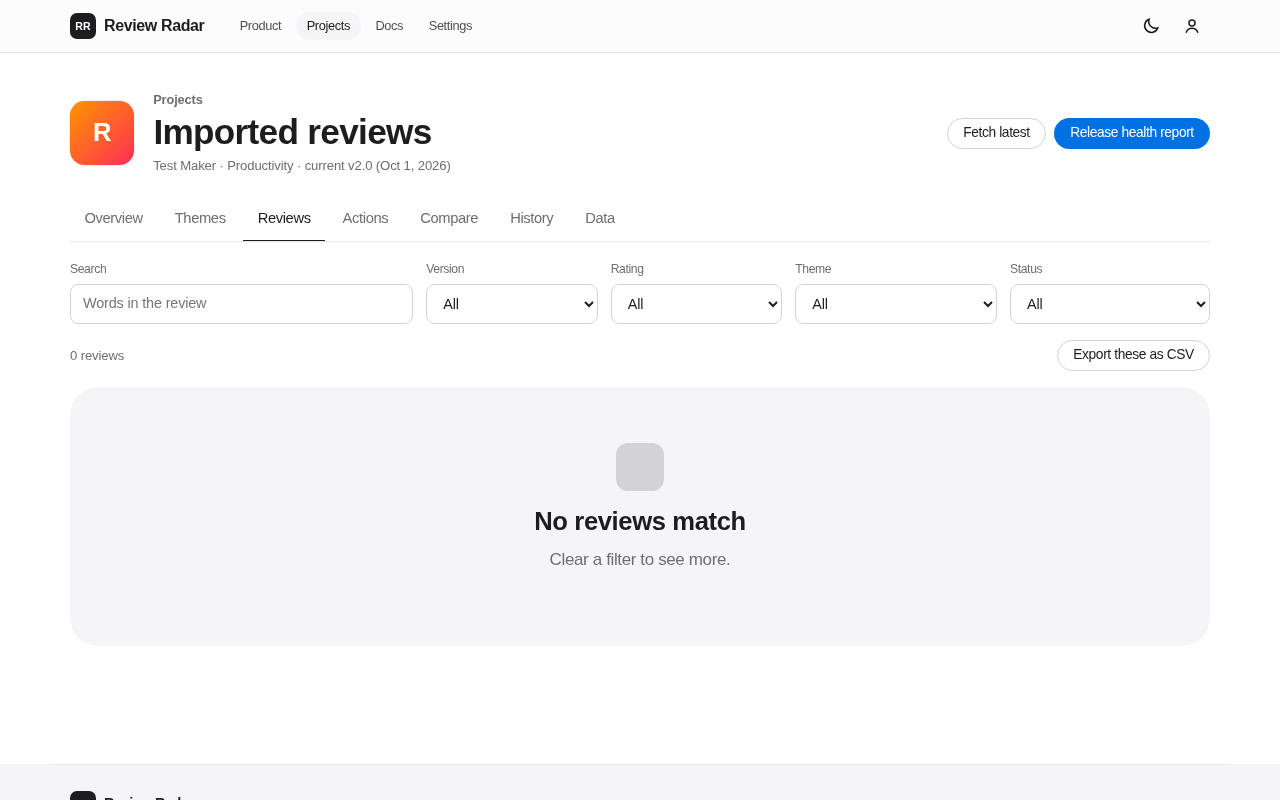 RR Review Radar Product Projects Docs Settings
Projects
R
Imported reviews
Test Maker · Productivity · current v2.0 (Oct 1, 2026)
Fetch latest
Release health report
Overview Themes Reviews Actions Compare History Data
Search Version Rating Theme Status
Words in the review All All All All
0 reviews
Export these as CSV
No reviews match
Clear a filter to see more.